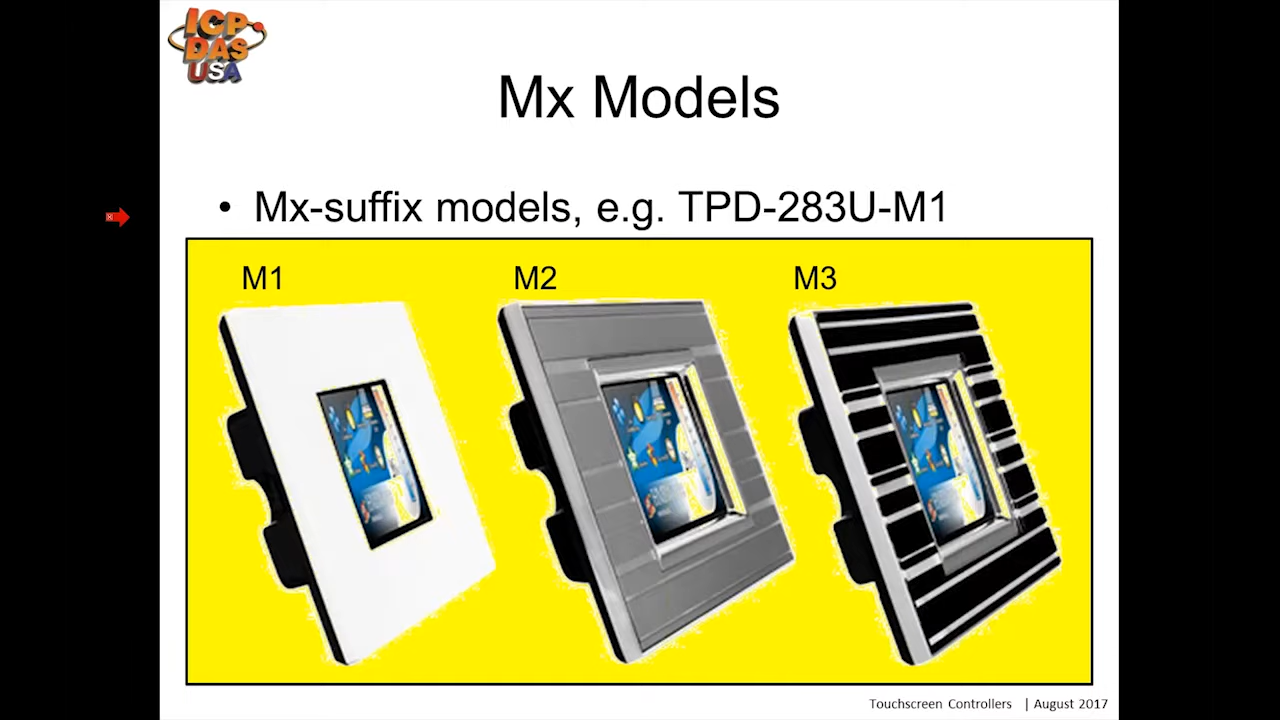 ICP
DAS
USA
Mx Models
• Mx-suffix models, e.g. TPD-283U-M1
M1 M2 M3
Touchscreen Controllers | August 2017